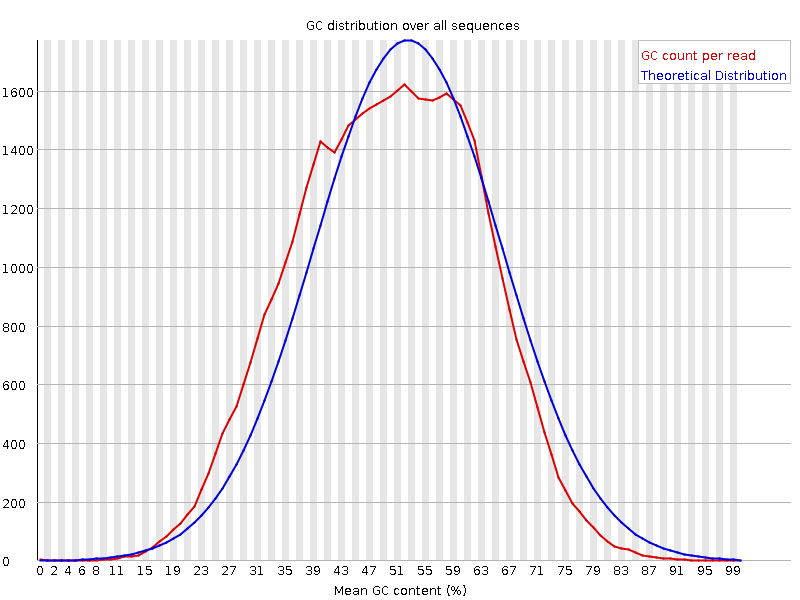 GC distribution over all sequences
GC count per read
Theoretical Distribution
1600
1400
1200
1000
800
600
400
200
0
0 2 4 6 8 11 15 19 23 27 31 35 39 43 47 51 55 59 63 67 71 75 79 83 87 91 95 99
Mean GC content (%)